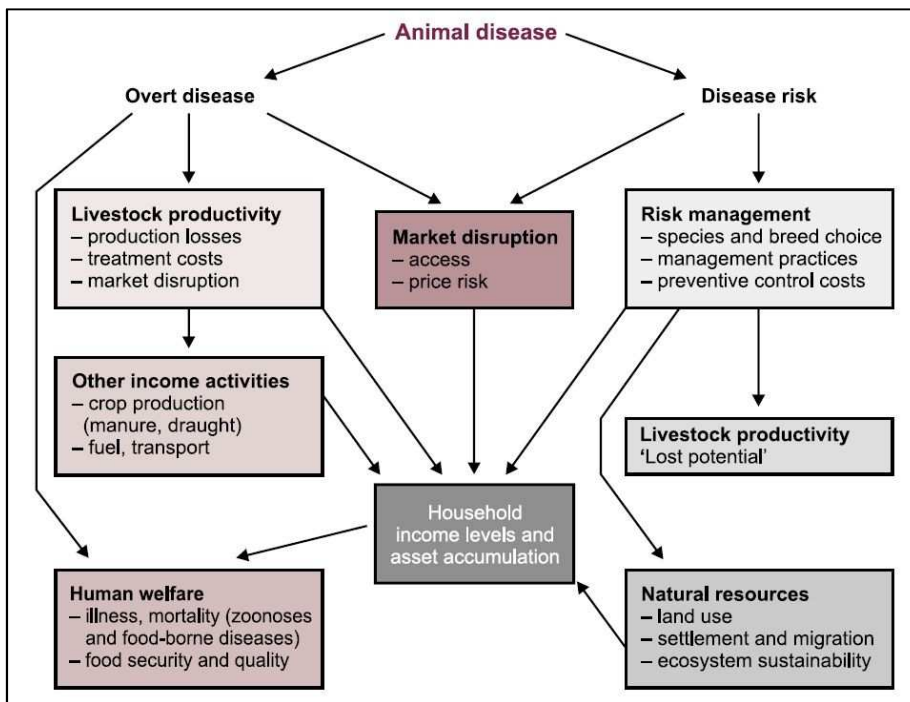 Animal disease
Overt disease
Disease risk
Livestock productivity
– production losses
– treatment costs
– market disruption
Market disruption
– access
– price risk
Risk management
– species and breed choice
– management practices
– preventive control costs
Other income activities
– crop production
(manure, draught)
– fuel, transport
Livestock productivity
‘Lost potential’
Household
income levels and
asset accumulation
Human welfare
– illness, mortality (zoonoses
and food-borne diseases)
– food security and quality
Natural resources
– land use
– settlement and migration
– ecosystem sustainability